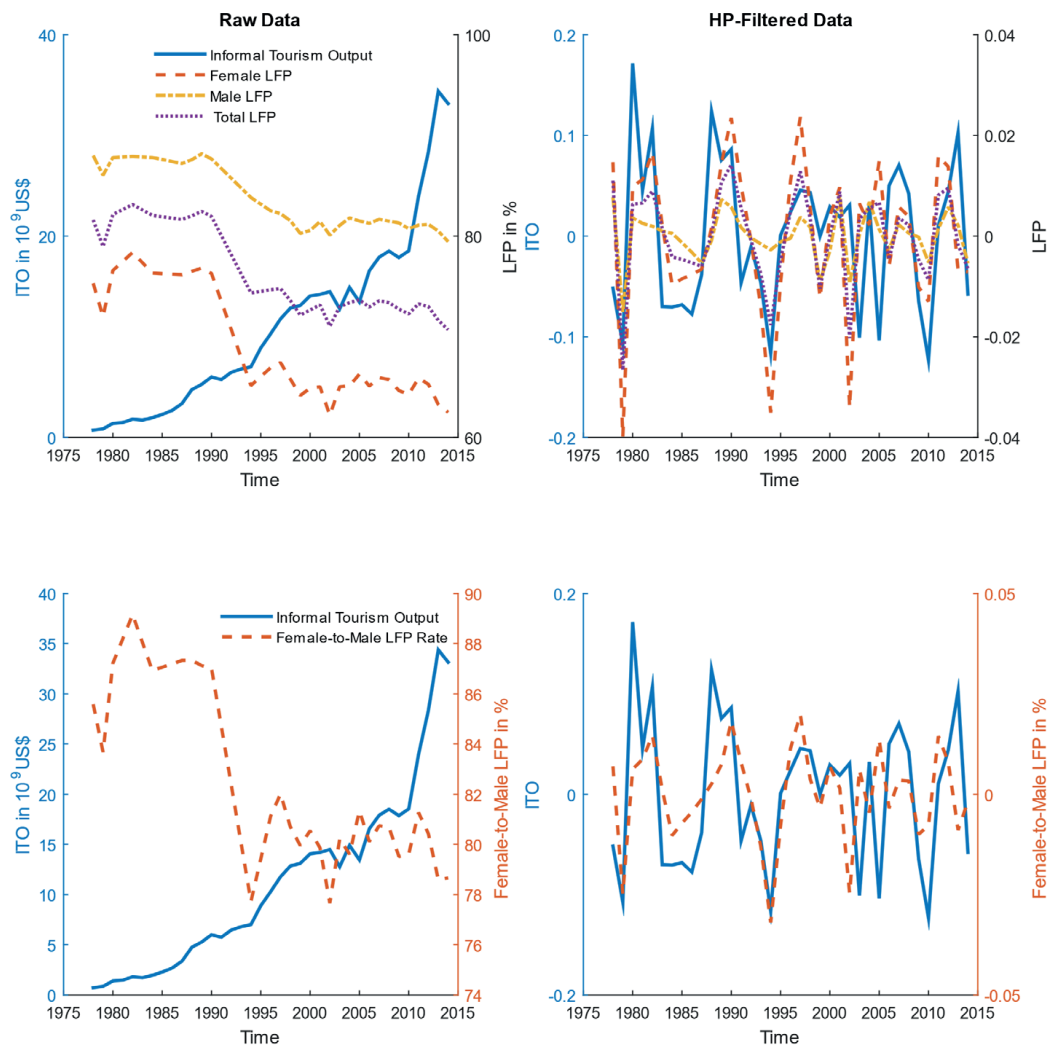 Raw Data
40
20
0
ITO in 10⁹ US$
Informal Tourism Output
Female LFP
Male LFP
Total LFP
100
80
60
LFP in %
1975 1980 1985 1990 1995 2000 2005 2010 2015
Time
HP-Filtered Data
0.2
0.1
0
-0.1
-0.2
ITO
0.04
0.02
0
-0.02
-0.04
LFP
1975 1980 1985 1990 1995 2000 2005 2010 2015
Time
40
35
30
25
20
15
10
5
0
ITO in 10⁹ US$
Informal Tourism Output
Female-to-Male LFP Rate
90
88
86
84
82
80
78
76
74
Female-to-Male LFP in %
1975 1980 1985 1990 1995 2000 2005 2010 2015
Time
0.2
0
-0.2
ITO
0.05
0
-0.05
Female-to-Male LFP in %
1975 1980 1985 1990 1995 2000 2005 2010 2015
Time